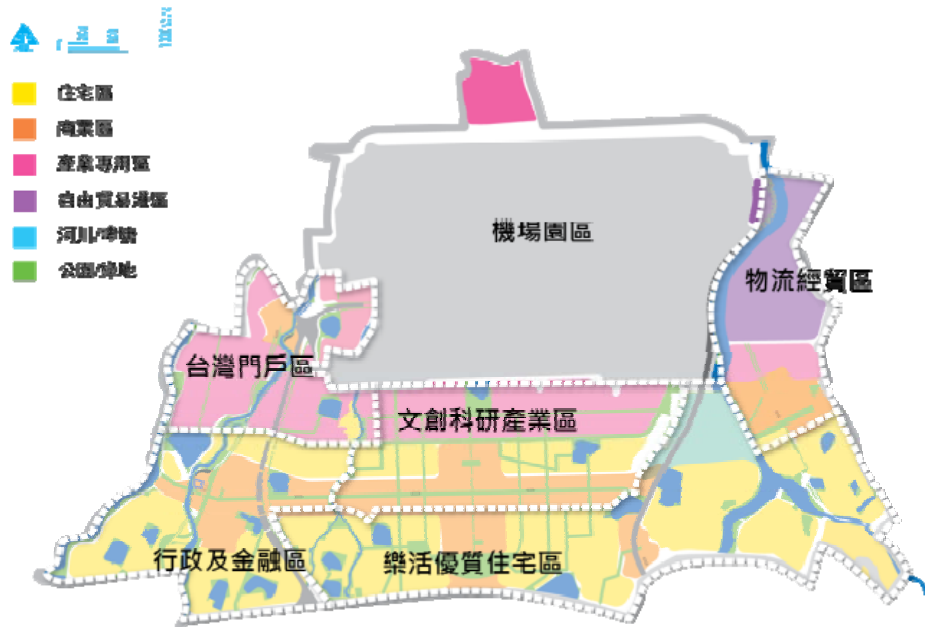 住宅區
商業區
產業專用區
自由貿易港區
河川/埤塘
公園/綠地
機場園區
物流經貿區
台灣門戶區
文創科研產業區
行政及金融區
樂活優質住宅區